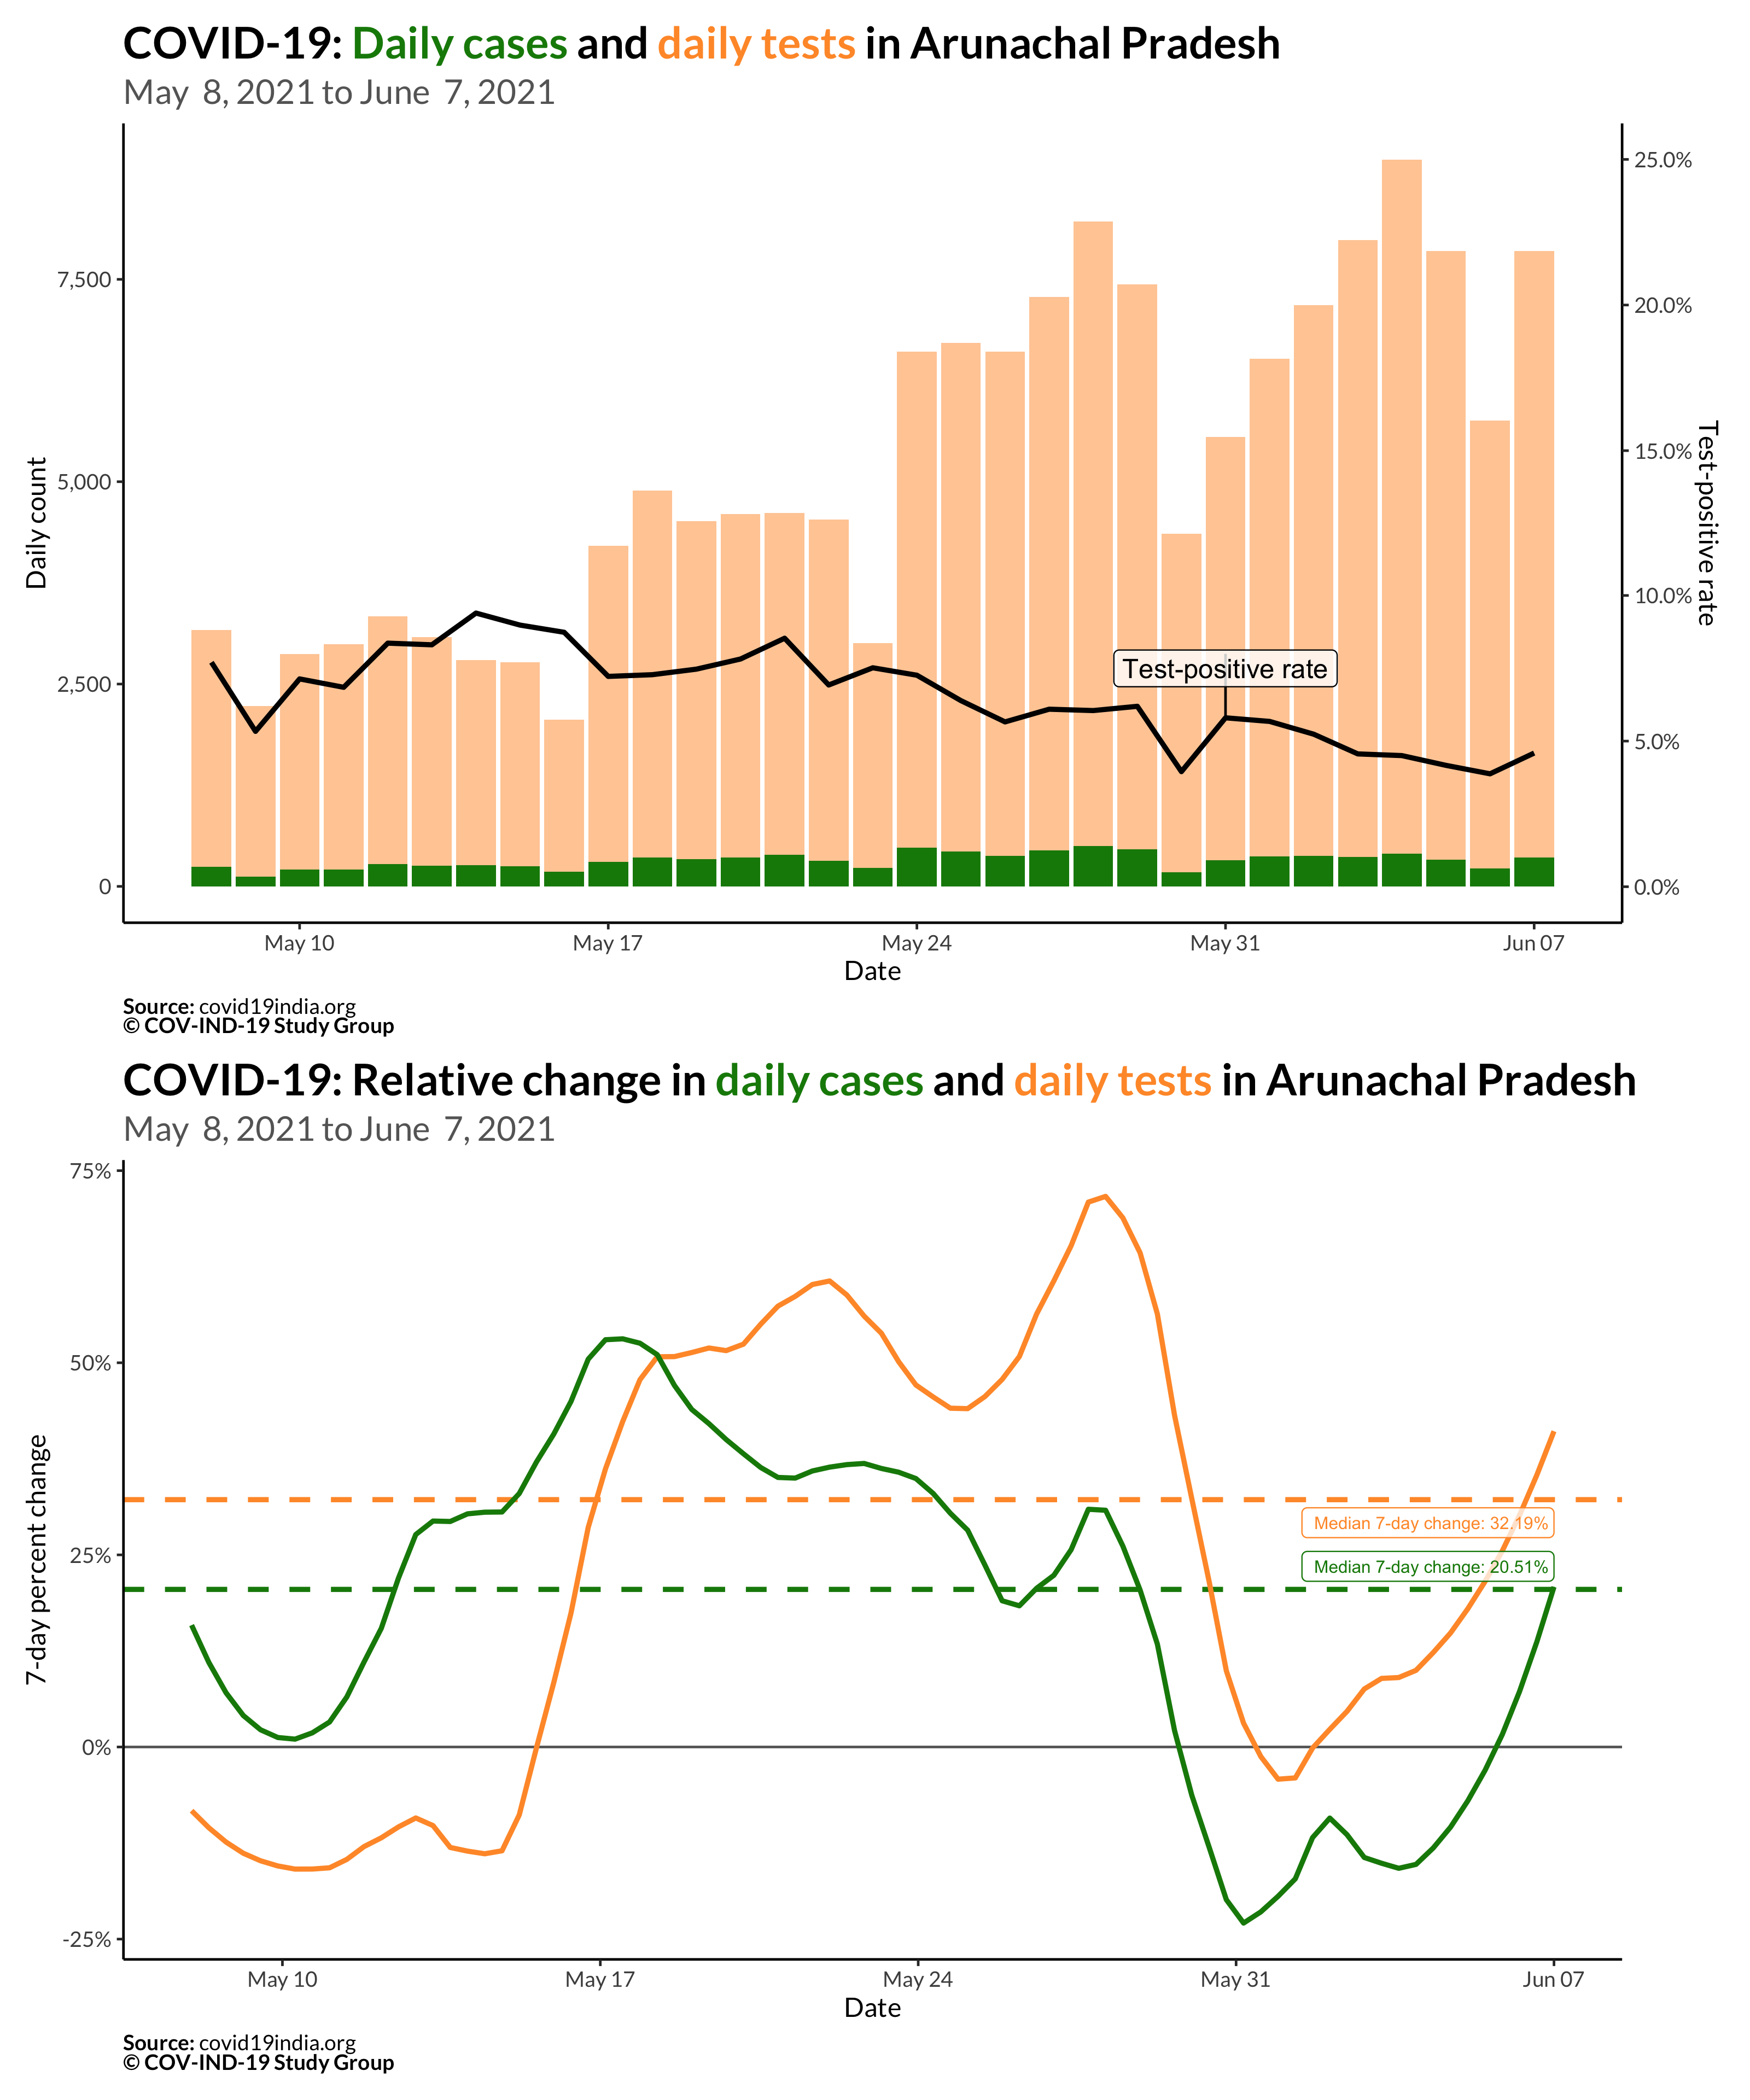 COVID-19: Daily cases and daily tests in Arunachal Pradesh
May 8, 2021 to June 7, 2021
25.0%
20.0%
15.0%
10.0%
5.0%
0.0%
Test-positive rate
7,500
5,000
2,500
0
Daily count
Test-positive rate
May 10
May 17
May 24
May 31
Jun 07
Date
Source: covid19india.org
© COV-IND-19 Study Group
COVID-19: Relative change in daily cases and daily tests in Arunachal Pradesh
May 8, 2021 to June 7, 2021
75%
50%
25%
0%
-25%
7-day percent change
Median 7-day change: 32.19%
Median 7-day change: 20.51%
May 10
May 17
May 24
May 31
Jun 07
Date
Source: covid19india.org
© COV-IND-19 Study Group